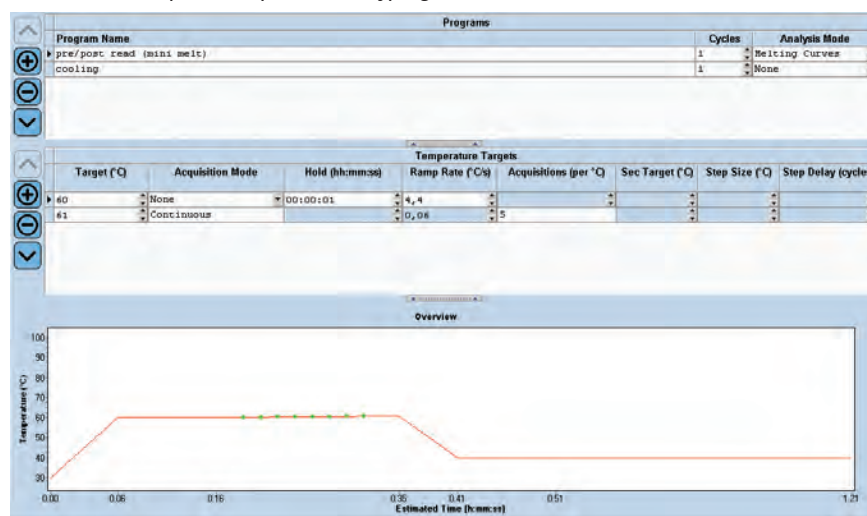 Programs
Program Name Cycles Analysis Mode
pre/post read (mini melt) 1 Melting Curves
cooling 1 None
Temperature Targets
Target (°C) Acquisition Mode Hold (hh:mm:ss) Ramp Rate (°C/s) Acquisitions (per °C) Sec Target (°C) Step Size (°C) Step Delay (cycle
60 None 00:00:01 4,4
61 Continuous 0,06 5
Overview
100
90
80
70
60
50
40
30
Temperature (°C)
0:00 0:06 0:16 0:35 0:41 0:51 1:21
Estimated Time (h:mm:ss)